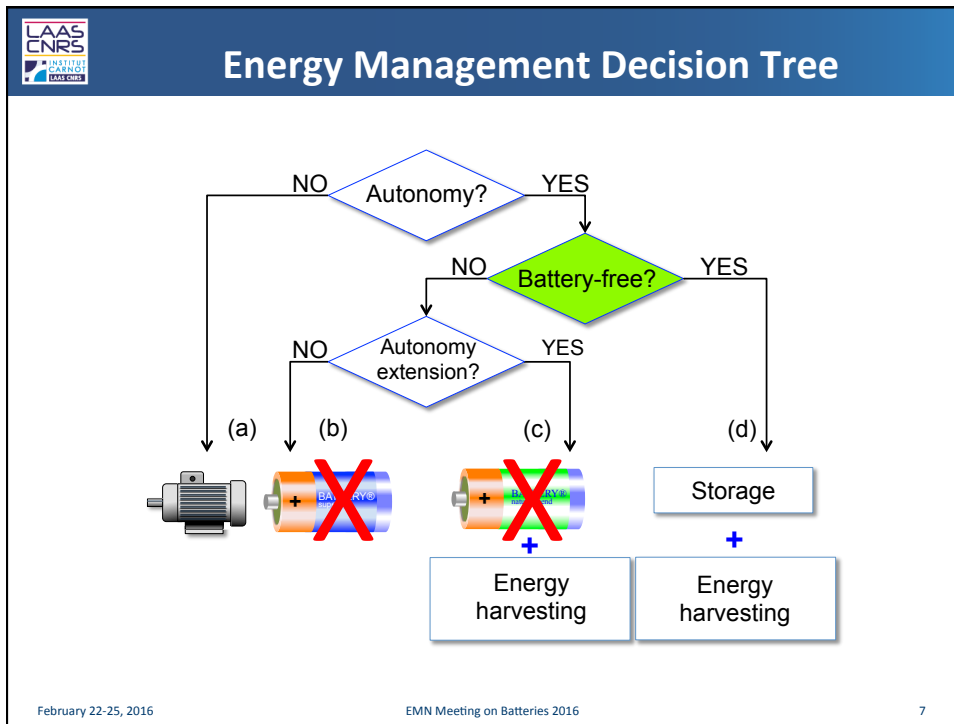 LAAS
CNRS
INSTITUT
CARNOT
LAAS CNRS
Energy Management Decision Tree
NO
Autonomy?
YES
NO
Battery-free?
YES
NO
Autonomy
extension?
YES
(a)
(b)
(c)
(d)
+
+
BATTERY®
Storage
+
+
Energy
harvesting
Energy
harvesting
February 22-25, 2016
EMN Meeting on Batteries 2016
7